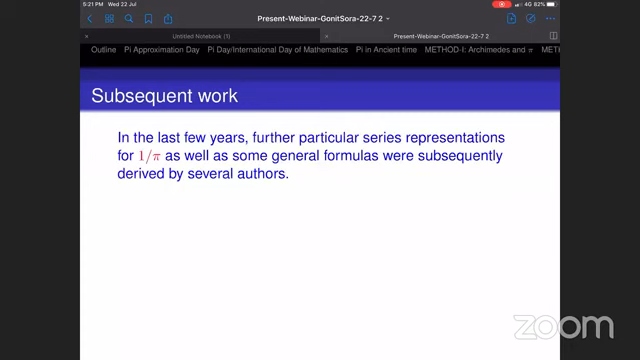 5:21 PM Wed 22 Jul
4G 82%
Present-Webinar-GonitSora-22-7 2
Untitled Notebook (1)
Present-Webinar-GonitSora-22-7 2
Outline Pi Approximation Day Pi Day/International Day of Mathematics Pi in Ancient time METHOD-I: Archimedes and π METH
Subsequent work
In the last few years, further particular series representations
for 1/π as well as some general formulas were subsequently
derived by several authors.
zoom